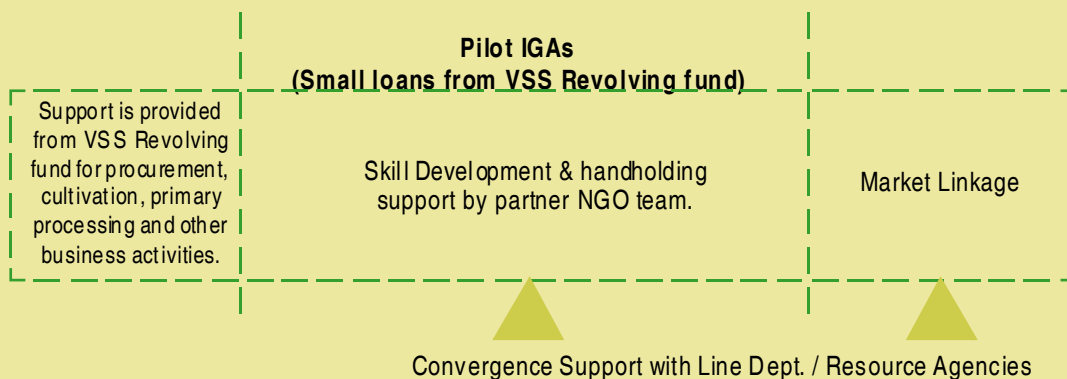 Pilot IGAs
(Small loans from VSS Revolving fund)
Support is provided
from VSS Revolving
fund for procurement,
cultivation, primary
processing and other
business activities.
Skill Development & handholding
support by partner NGO team.
Market Linkage
Convergence Support with Line Dept. / Resource Agencies